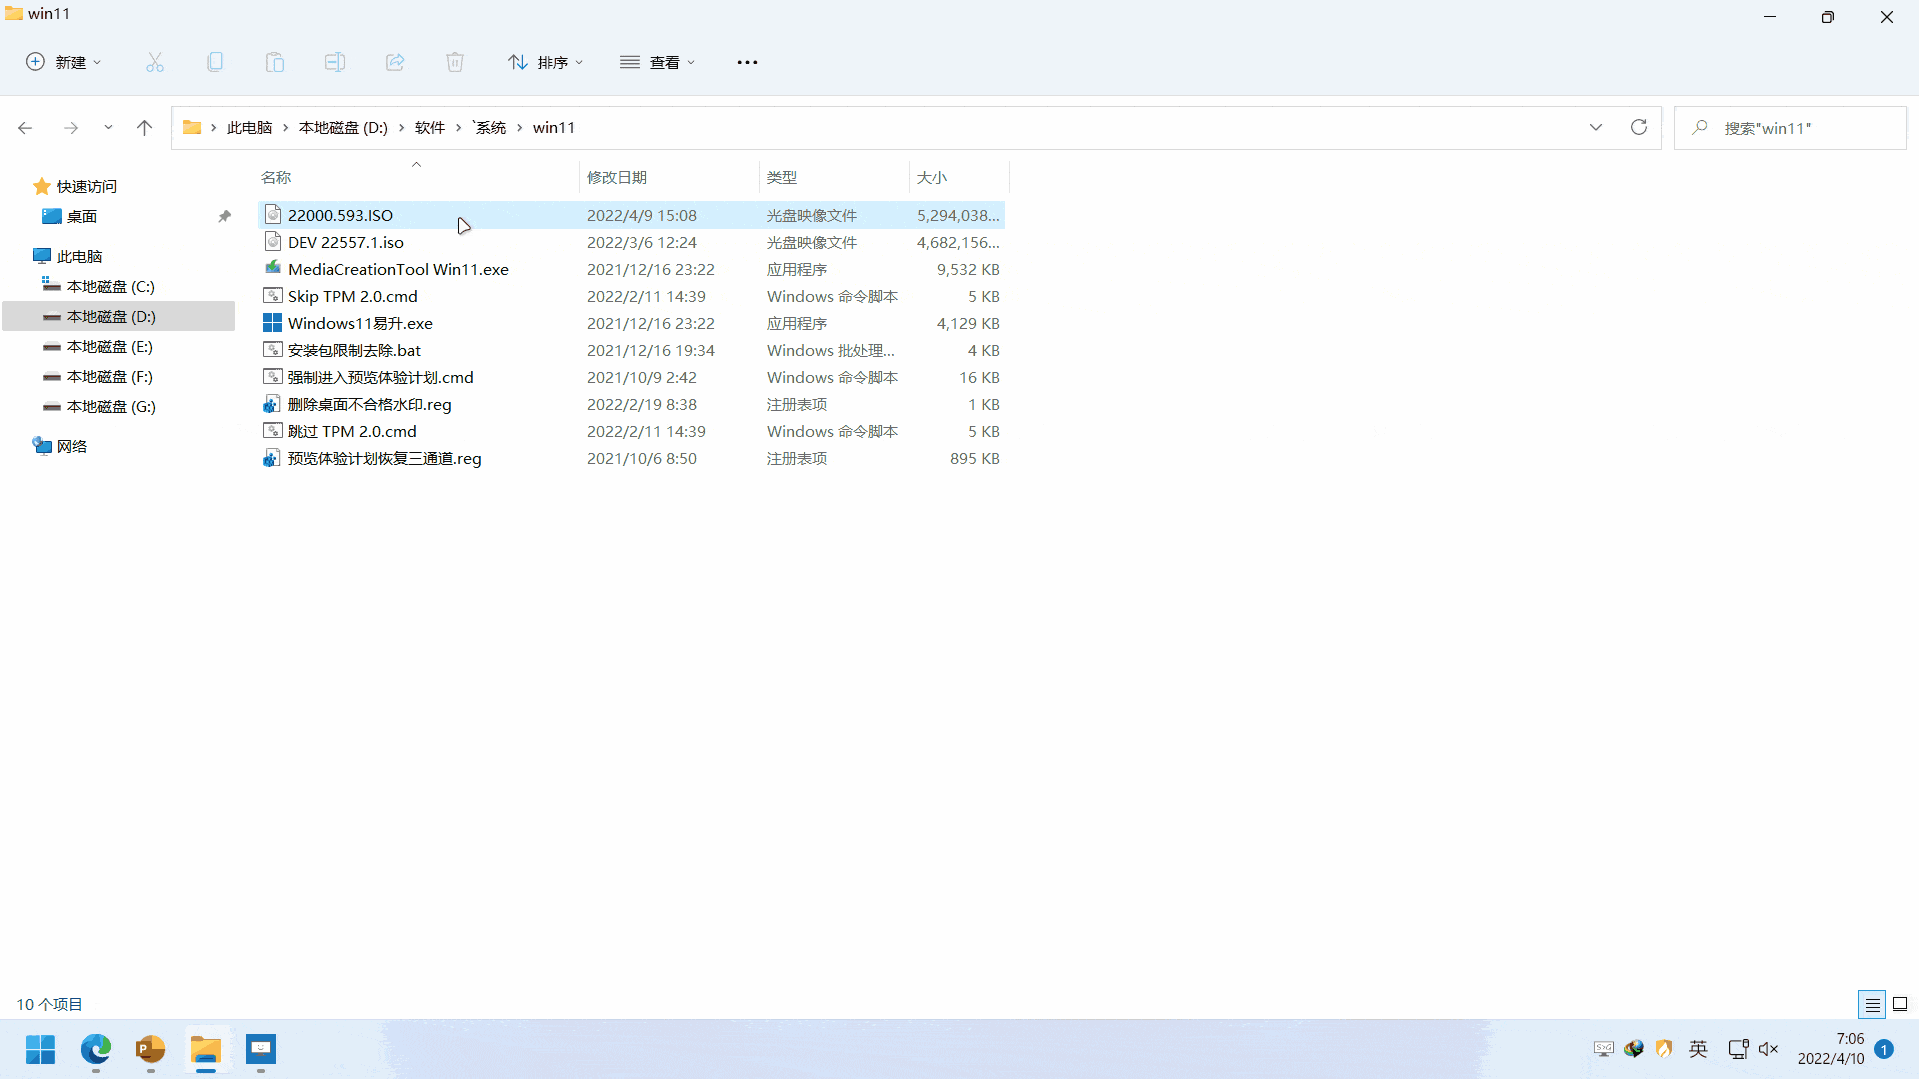 win11
新建
排序
查看
此电脑 本地磁盘 (D:) 软件 `系统 win11
搜索"win11"
快速访问
桌面
此电脑
本地磁盘 (C:)
本地磁盘 (D:)
本地磁盘 (E:)
本地磁盘 (F:)
本地磁盘 (G:)
网络
名称 修改日期 类型 大小
22000.593.ISO 2022/4/9 15:08 光盘映像文件 5,294,038...
DEV 22557.1.iso 2022/3/6 12:24 光盘映像文件 4,682,156...
MediaCreationTool Win11.exe 2021/12/16 23:22 应用程序 9,532 KB
Skip TPM 2.0.cmd 2022/2/11 14:39 Windows 命令脚本 5 KB
Windows11易升.exe 2021/12/16 23:22 应用程序 4,129 KB
安装包限制去除.bat 2021/12/16 19:34 Windows 批处理... 4 KB
强制进入预览体验计划.cmd 2021/10/9 2:42 Windows 命令脚本 16 KB
删除桌面不合格水印.reg 2022/2/19 8:38 注册表项 1 KB
跳过 TPM 2.0.cmd 2022/2/11 14:39 Windows 命令脚本 5 KB
预览体验计划恢复三通道.reg 2021/10/6 8:50 注册表项 895 KB
10 个项目
英
7:06
2022/4/10
1